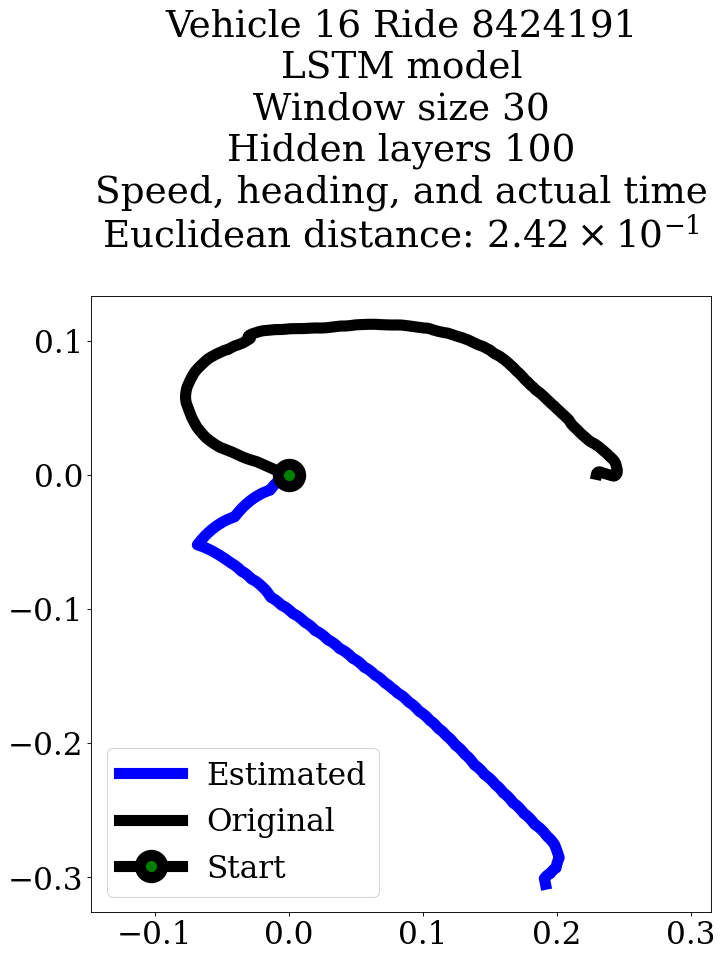 Vehicle 16 Ride 8424191
LSTM model
Window size 30
Hidden layers 100
Speed, heading, and actual time
Euclidean distance: 2.42 × 10⁻¹
0.1
0.0
−0.1
−0.2
−0.3
Estimated
Original
Start
−0.1 0.0 0.1 0.2 0.3